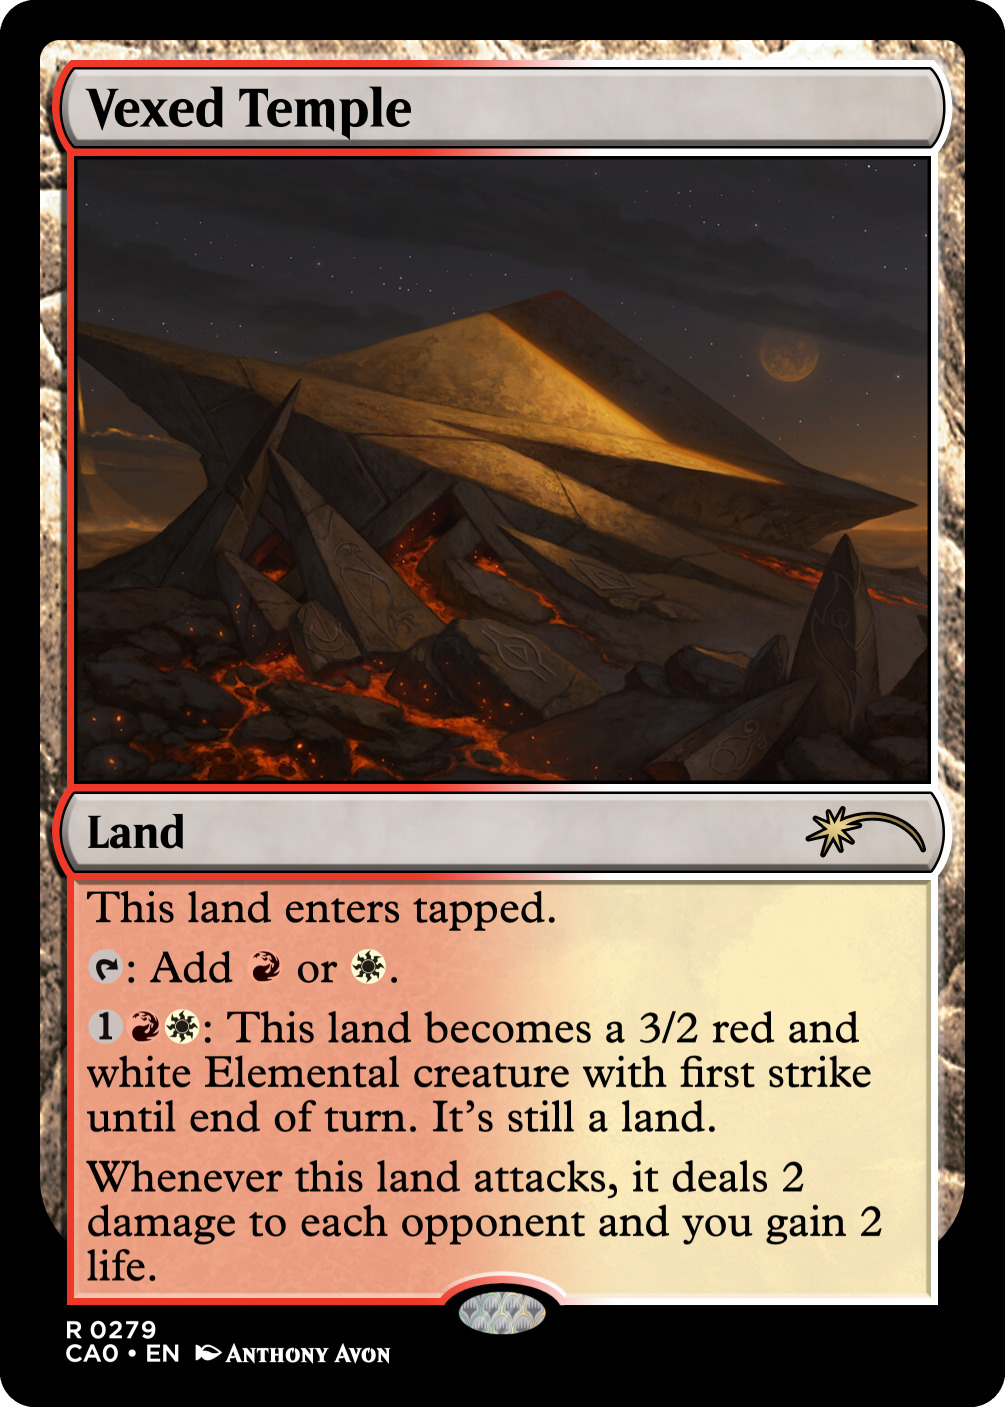 Vexed Temple
Land
This land enters tapped.
: Add or .
1: This land becomes a 3/2 red and
white Elemental creature with first strike
until end of turn. It's still a land.
Whenever this land attacks, it deals 2
damage to each opponent and you gain 2
life.
R 0279
CAO • EN ANTHONY AVON